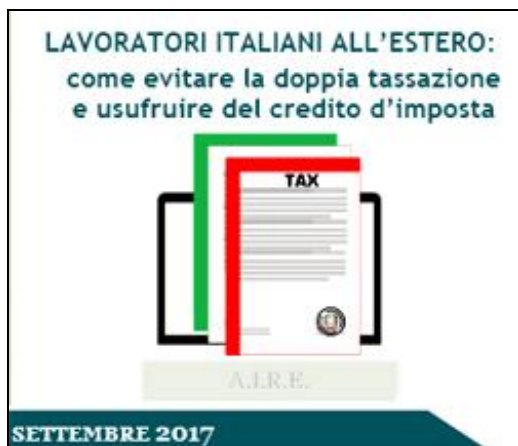 LAVORATORI ITALIANI ALL'ESTERO:
come evitare la doppia tassazione
e usufruire del credito d'imposta
TAX
A.I.R.E.
SETTEMBRE 2017